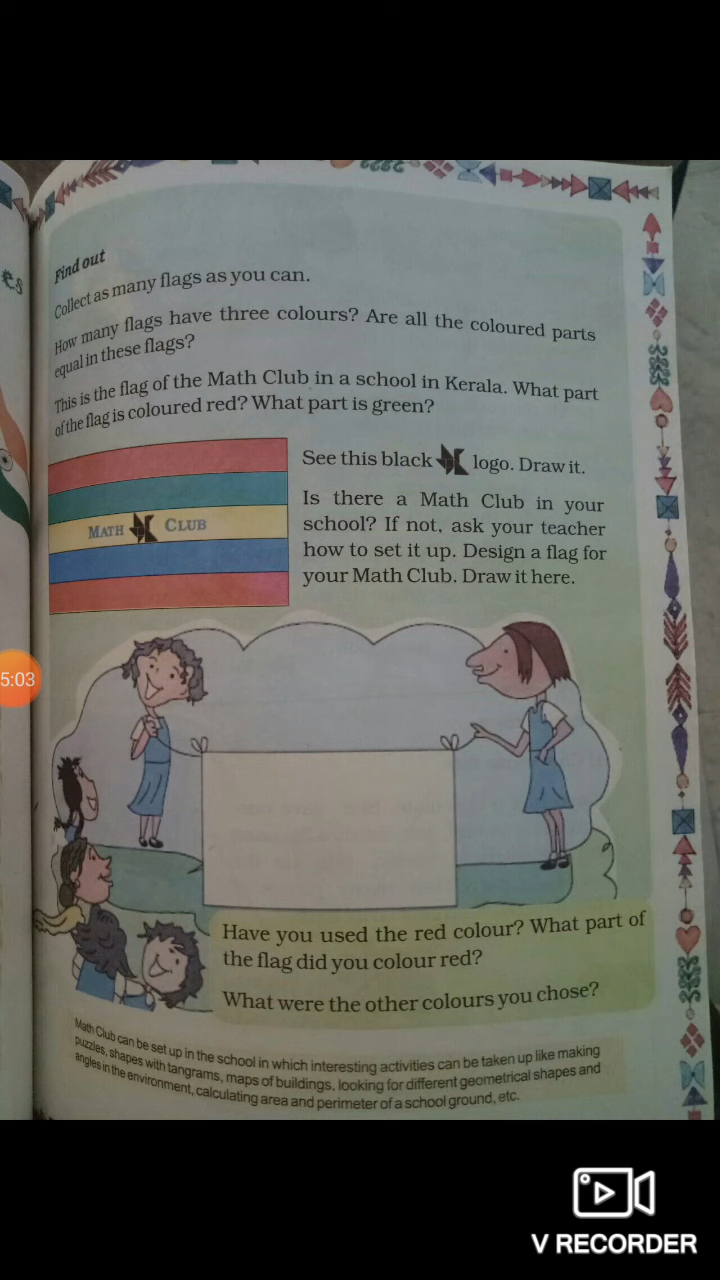 es
Find out
Collect as many flags as you can.
How many flags have three colours? Are all the coloured parts
equal in these flags?
This is the flag of the Math Club in a school in Kerala. What part
of the flag is coloured red? What part is green?
See this black logo. Draw it.
MATH CLUB
Is there a Math Club in your
school? If not, ask your teacher
how to set it up. Design a flag for
your Math Club. Draw it here.
5:03
Have you used the red colour? What part of
the flag did you colour red?
What were the other colours you chose?
Math Club can be set up in the school in which interesting activities can be taken up like making
puzzles, shapes with tangrams, maps of buildings, looking for different geometrical shapes and
angles in the environment, calculating area and perimeter of a school ground, etc.
V RECORDER